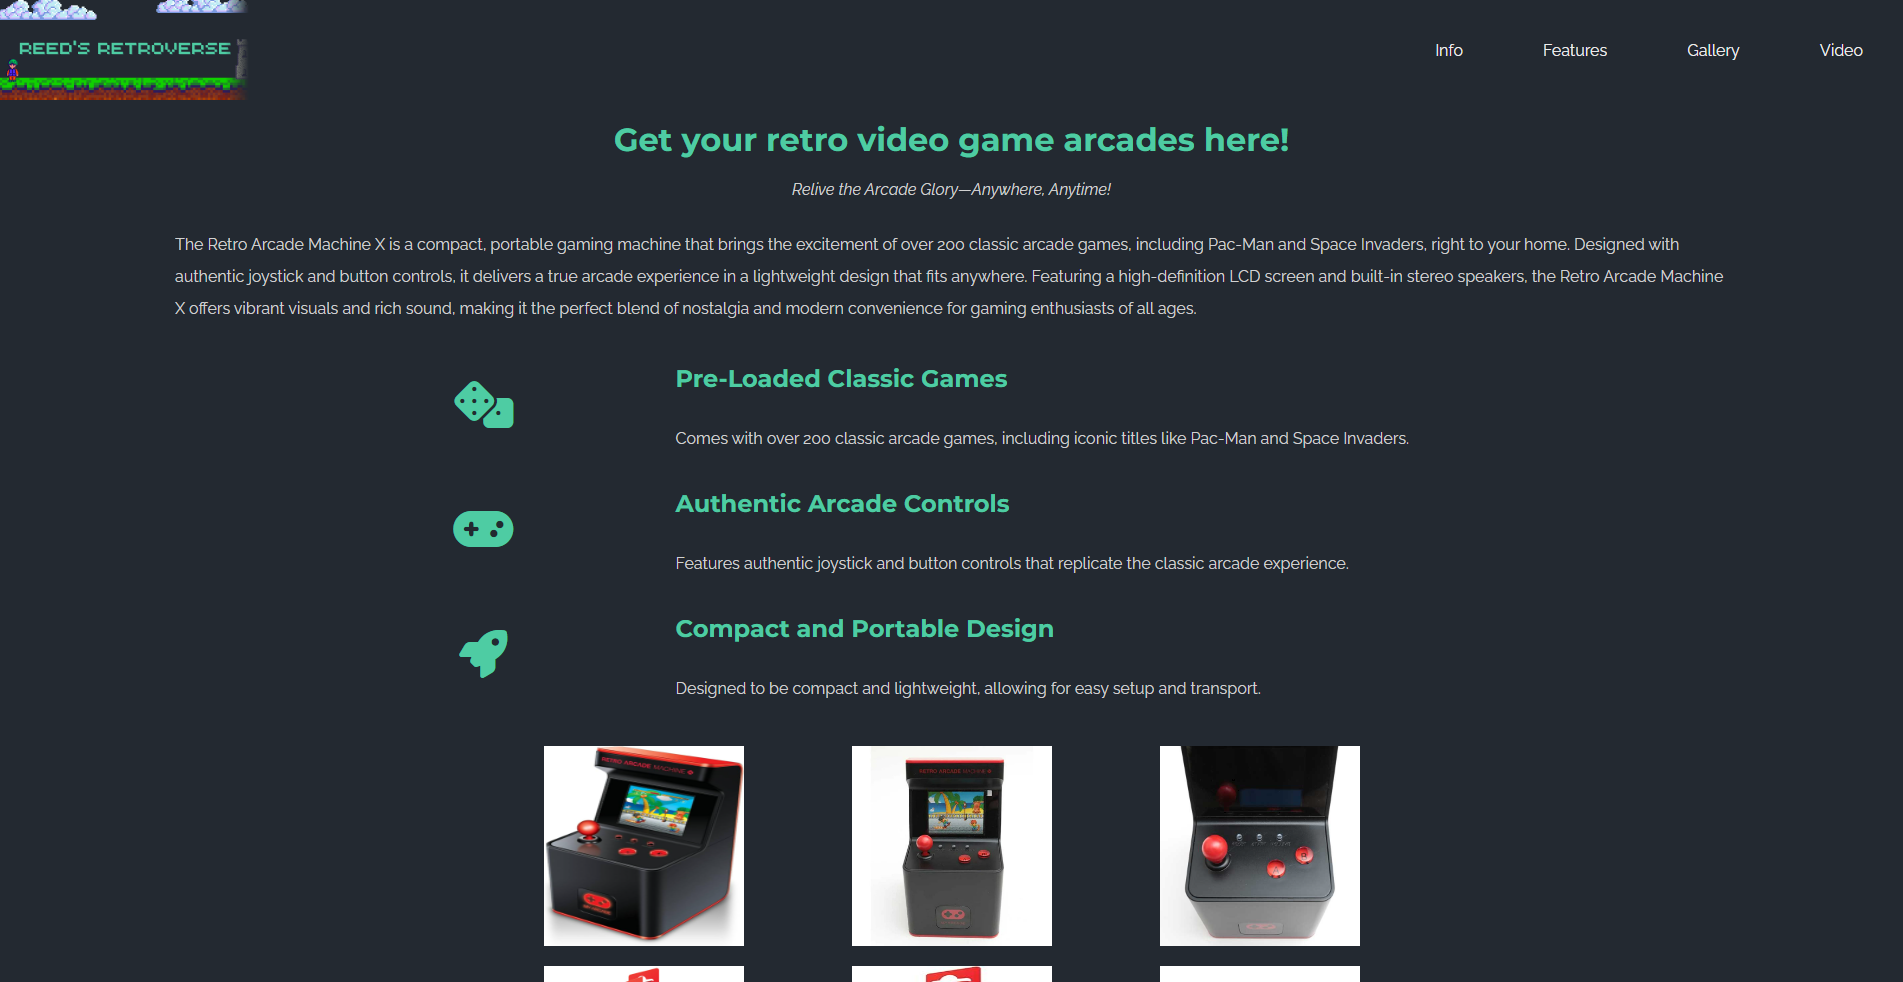 REED'S RETROVERSE
Info
Features
Gallery
Video
Get your retro video game arcades here!
Relive the Arcade Glory—Anywhere, Anytime!
The Retro Arcade Machine X is a compact, portable gaming machine that brings the excitement of over 200 classic arcade games, including Pac-Man and Space Invaders, right to your home. Designed with
authentic joystick and button controls, it delivers a true arcade experience in a lightweight design that fits anywhere. Featuring a high-definition LCD screen and built-in stereo speakers, the Retro Arcade Machine
X offers vibrant visuals and rich sound, making it the perfect blend of nostalgia and modern convenience for gaming enthusiasts of all ages.
Pre-Loaded Classic Games
Comes with over 200 classic arcade games, including iconic titles like Pac-Man and Space Invaders.
Authentic Arcade Controls
Features authentic joystick and button controls that replicate the classic arcade experience.
Compact and Portable Design
Designed to be compact and lightweight, allowing for easy setup and transport.
RETRO ARCADE MACHINE X
RETRO ARCADE MACHINE X